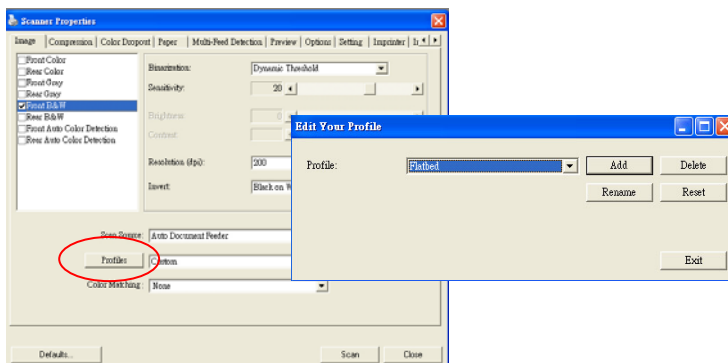 Scanner Properties
Image Compression Color Dropout Paper Multi-Feed Detection Preview Options Setting Imprinter
Front Color
Rear Color
Front Gray
Rear Gray
Front B&W
Rear B&W
Front Auto Color Detection
Rear Auto Color Detection
Binarization: Dynamic Threshold
Sensitivity: 20
Brightness: 0
Contrast:
Resolution (dpi): 200
Invert: Black on W
Scan Source: Auto Document Feeder
Profiles Custom
Color Matching: None
Defaults... Scan Close
Edit Your Profile
Profile: Flatbed Add Delete
Rename Reset
Exit